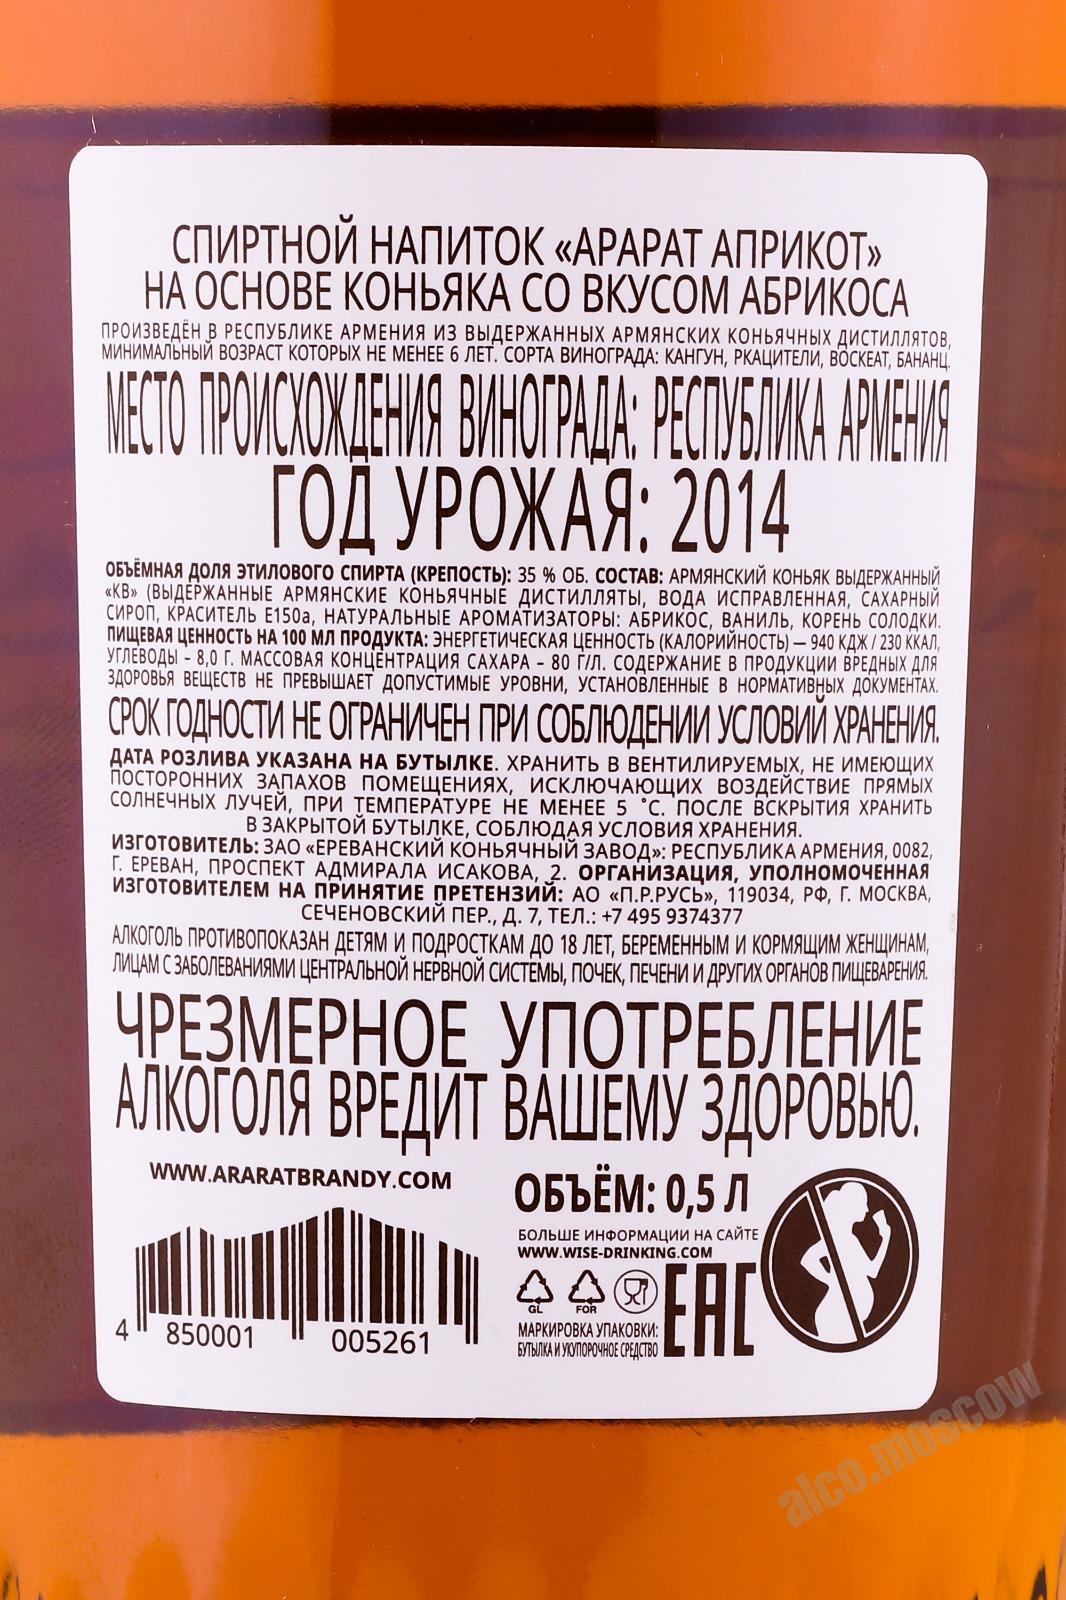 СПИРТНОЙ НАПИТОК «АРАРАТ АПРИКОТ»
НА ОСНОВЕ КОНЬЯКА СО ВКУСОМ АБРИКОСА
ПРОИЗВЕДЁН В РЕСПУБЛИКЕ АРМЕНИЯ ИЗ ВЫДЕРЖАННЫХ АРМЯНСКИХ КОНЬЯЧНЫХ ДИСТИЛЛЯТОВ,
МИНИМАЛЬНЫЙ ВОЗРАСТ КОТОРЫХ НЕ МЕНЕЕ 6 ЛЕТ. СОРТА ВИНОГРАДА: КАНГУН, РКАЦИТЕЛИ, ВОСКЕАТ, БАНАНЦ.
МЕСТО ПРОИСХОЖДЕНИЯ ВИНОГРАДА: РЕСПУБЛИКА АРМЕНИЯ
ГОД УРОЖАЯ: 2014
ОБЪЁМНАЯ ДОЛЯ ЭТИЛОВОГО СПИРТА (КРЕПОСТЬ): 35 % ОБ. СОСТАВ: АРМЯНСКИЙ КОНЬЯК ВЫДЕРЖАННЫЙ
«КВ» (ВЫДЕРЖАННЫЕ АРМЯНСКИЕ КОНЬЯЧНЫЕ ДИСТИЛЛЯТЫ, ВОДА ИСПРАВЛЕННАЯ, САХАРНЫЙ
СИРОП, КРАСИТЕЛЬ Е150а, НАТУРАЛЬНЫЕ АРОМАТИЗАТОРЫ: АБРИКОС, ВАНИЛЬ, КОРЕНЬ СОЛОДКИ.
ПИЩЕВАЯ ЦЕННОСТЬ НА 100 МЛ ПРОДУКТА: ЭНЕРГЕТИЧЕСКАЯ ЦЕННОСТЬ (КАЛОРИЙНОСТЬ) — 940 КДЖ / 230 ККАЛ,
УГЛЕВОДЫ – 8,0 Г. МАССОВАЯ КОНЦЕНТРАЦИЯ САХАРА – 80 Г/Л. СОДЕРЖАНИЕ В ПРОДУКЦИИ ВРЕДНЫХ ДЛЯ
ЗДОРОВЬЯ ВЕЩЕСТВ НЕ ПРЕВЫШАЕТ ДОПУСТИМЫЕ УРОВНИ, УСТАНОВЛЕННЫЕ В НОРМАТИВНЫХ ДОКУМЕНТАХ.
СРОК ГОДНОСТИ НЕ ОГРАНИЧЕН ПРИ СОБЛЮДЕНИИ УСЛОВИЙ ХРАНЕНИЯ.
ДАТА РОЗЛИВА УКАЗАНА НА БУТЫЛКЕ. ХРАНИТЬ В ВЕНТИЛИРУЕМЫХ, НЕ ИМЕЮЩИХ
ПОСТОРОННИХ ЗАПАХОВ ПОМЕЩЕНИЯХ, ИСКЛЮЧАЮЩИХ ВОЗДЕЙСТВИЕ ПРЯМЫХ
СОЛНЕЧНЫХ ЛУЧЕЙ, ПРИ ТЕМПЕРАТУРЕ НЕ МЕНЕЕ 5 °С. ПОСЛЕ ВСКРЫТИЯ ХРАНИТЬ
В ЗАКРЫТОЙ БУТЫЛКЕ, СОБЛЮДАЯ УСЛОВИЯ ХРАНЕНИЯ.
ИЗГОТОВИТЕЛЬ: ЗАО «ЕРЕВАНСКИЙ КОНЬЯЧНЫЙ ЗАВОД»: РЕСПУБЛИКА АРМЕНИЯ, 0082,
Г. ЕРЕВАН, ПРОСПЕКТ АДМИРАЛА ИСАКОВА, 2. ОРГАНИЗАЦИЯ, УПОЛНОМОЧЕННАЯ
ИЗГОТОВИТЕЛЕМ НА ПРИНЯТИЕ ПРЕТЕНЗИЙ: АО «П.Р.РУСЬ», 119034, РФ, Г. МОСКВА,
СЕЧЕНОВСКИЙ ПЕР., Д. 7, ТЕЛ.: +7 495 9374377
АЛКОГОЛЬ ПРОТИВОПОКАЗАН ДЕТЯМ И ПОДРОСТКАМ ДО 18 ЛЕТ, БЕРЕМЕННЫМ И КОРМЯЩИМ ЖЕНЩИНАМ,
ЛИЦАМ С ЗАБОЛЕВАНИЯМИ ЦЕНТРАЛЬНОЙ НЕРВНОЙ СИСТЕМЫ, ПОЧЕК, ПЕЧЕНИ И ДРУГИХ ОРГАНОВ ПИЩЕВАРЕНИЯ.
ЧРЕЗМЕРНОЕ УПОТРЕБЛЕНИЕ
АЛКОГОЛЯ ВРЕДИТ ВАШЕМУ ЗДОРОВЬЮ.
WWW.ARARATBRANDY.COM
4 850001 005261
ОБЪЁМ: 0,5 Л
БОЛЬШЕ ИНФОРМАЦИИ НА САЙТЕ
WWW.WISE-DRINKING.COM
GL FOR
EAC
МАРКИРОВКА УПАКОВКИ:
БУТЫЛКА И УКУПОРОЧНОЕ СРЕДСТВО
alco.moscow